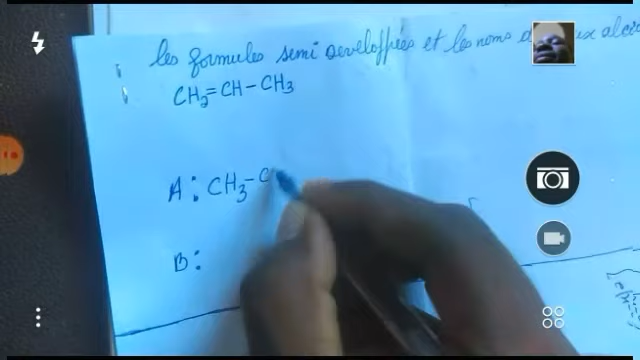 les formules semi developpées et les noms
CH₂=CH-CH₃
A: CH₃-C
B: